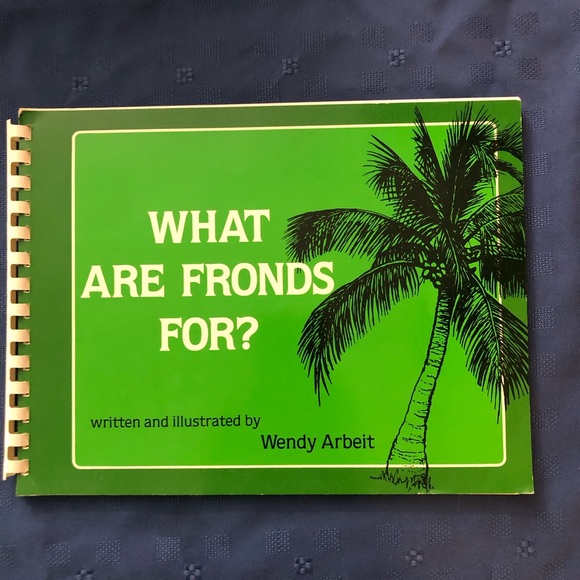 WHAT
ARE FRONDS
FOR?
written and illustrated by
Wendy Arbeit